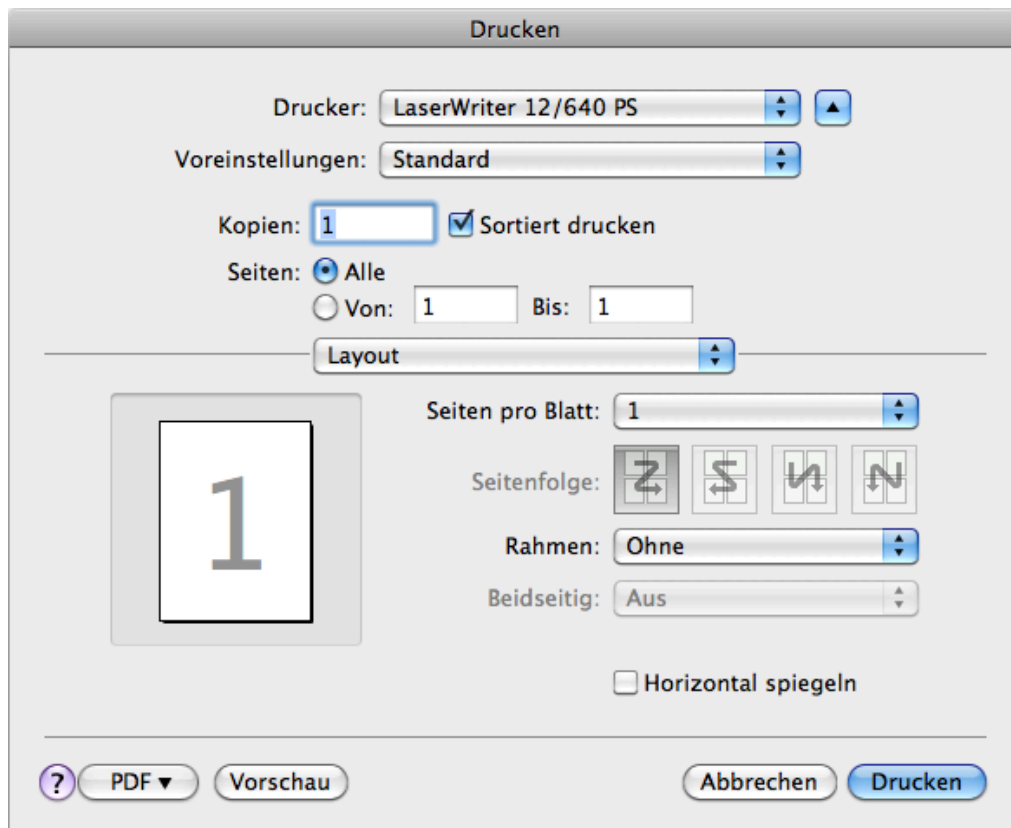 Drucken
Drucker: LaserWriter 12/640 PS
Voreinstellungen: Standard
Kopien: 1 Sortiert drucken
Seiten: Alle
Von: 1 Bis: 1
Layout
1
Seiten pro Blatt: 1
Seitenfolge:
Rahmen: Ohne
Beidseitig: Aus
Horizontal spiegeln
? PDF ▼ Vorschau Abbrechen Drucken